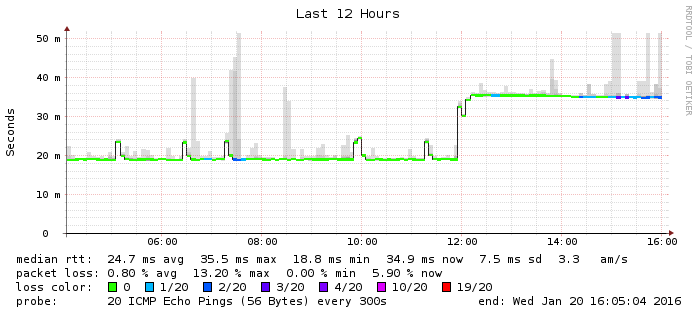 Last 12 Hours
RRDTOOL / TOBI OETIKER
Seconds
50 m
40 m
30 m
20 m
10 m
0
06:00 08:00 10:00 12:00 14:00 16:00
median rtt: 24.7 ms avg 35.5 ms max 18.8 ms min 34.9 ms now 7.5 ms sd 3.3 am/s
packet loss: 0.80 % avg 13.20 % max 0.00 % min 5.90 % now
loss color: 0 1/20 2/20 3/20 4/20 10/20 19/20
probe: 20 ICMP Echo Pings (56 Bytes) every 300s end: Wed Jan 20 16:05:04 2016